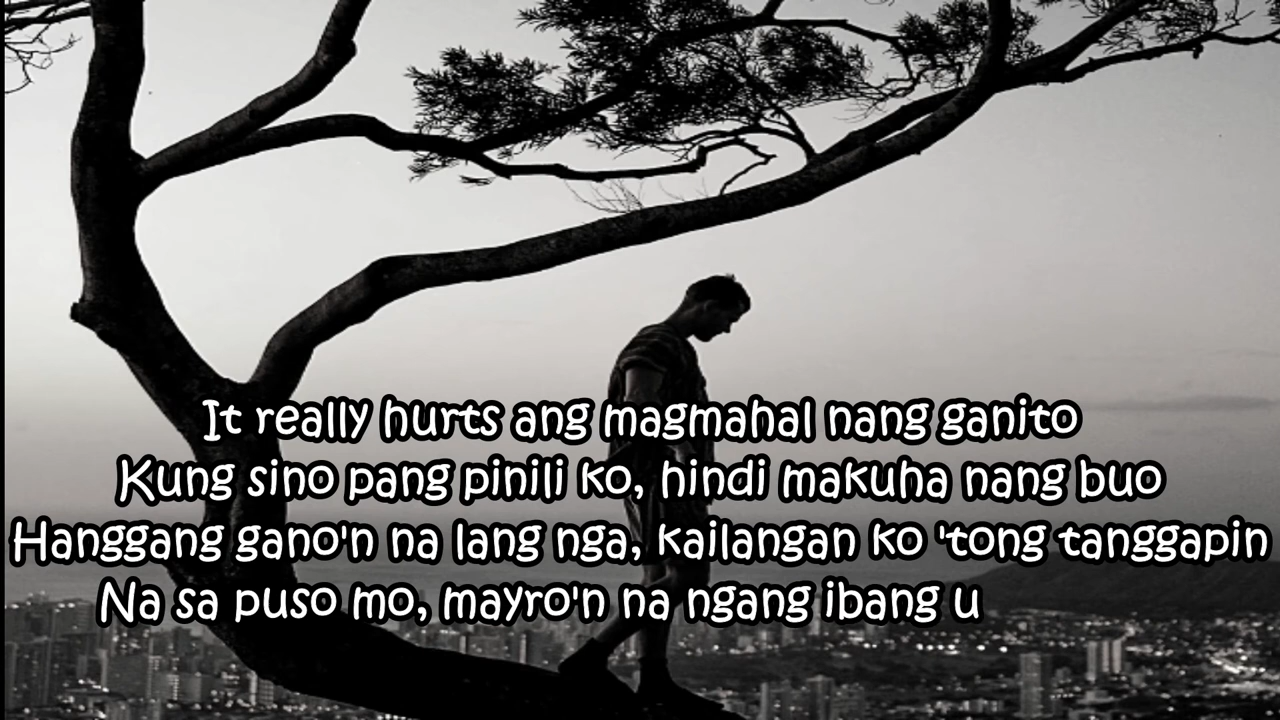 It really hurts ang magmahal nang ganito
Kung sino pang pinili ko, hindi makuha nang buo
Hanggang gano'n na lang nga, kailangan ko 'tong tanggapin
Na sa puso mo, mayro'n na ngang ibang u